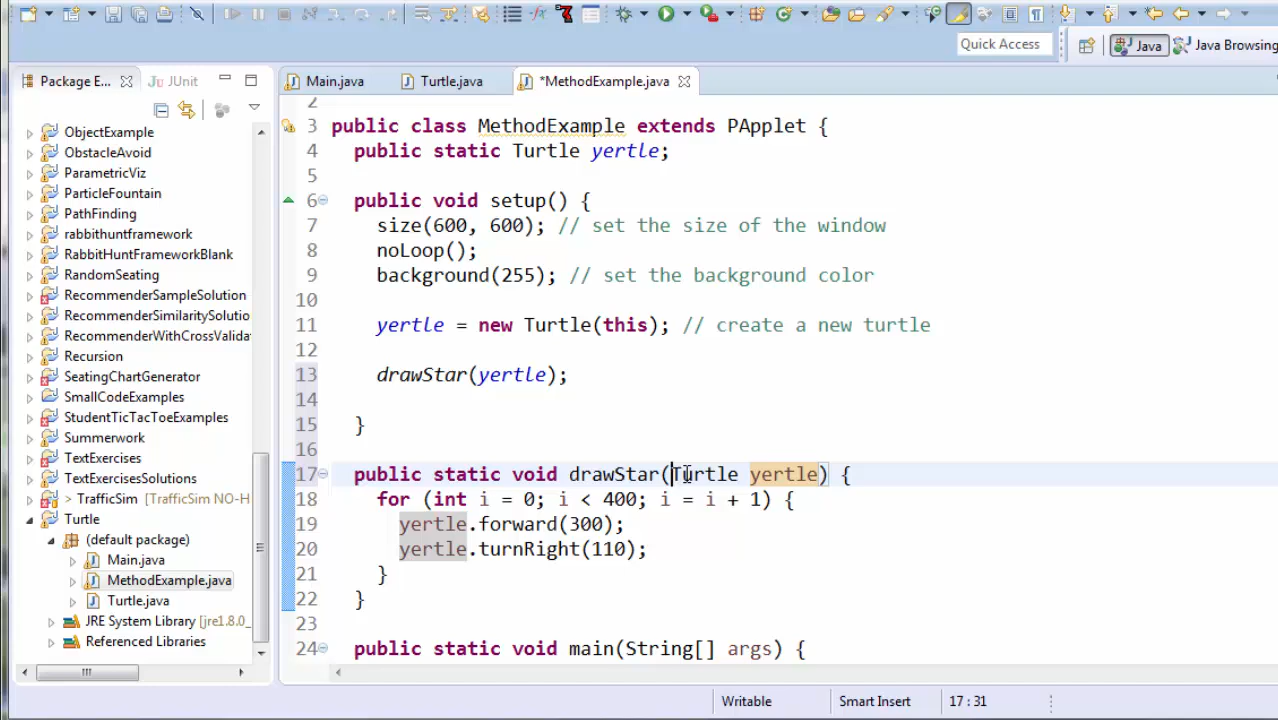 Quick Access
Java
Java Browsing
Package E...
JUnit
Main.java
Turtle.java
*MethodExample.java
ObjectExample
ObstacleAvoid
ParametricViz
ParticleFountain
PathFinding
rabbithuntframework
RabbitHuntFrameworkBlank
RandomSeating
RecommenderSampleSolution
RecommenderSimilaritySolutio
RecommenderWithCrossValida
Recursion
SeatingChartGenerator
SmallCodeExamples
StudentTicTacToeExamples
Summerwork
TextExercises
TextExercisesSolutions
> TrafficSim [TrafficSim NO-H
Turtle
(default package)
Main.java
MethodExample.java
Turtle.java
JRE System Library [jre1.8.0_
Referenced Libraries
2
3 public class MethodExample extends PApplet {
4 public static Turtle yertle;
5
6 public void setup() {
7 size(600, 600); // set the size of the window
8 noLoop();
9 background(255); // set the background color
10
11 yertle = new Turtle(this); // create a new turtle
12
13 drawStar(yertle);
14
15 }
16
17 public static void drawStar(Turtle yertle) {
18 for (int i = 0; i < 400; i = i + 1) {
19 yertle.forward(300);
20 yertle.turnRight(110);
21 }
22 }
23
24 public static void main(String[] args) {
Writable
Smart Insert
17 : 31